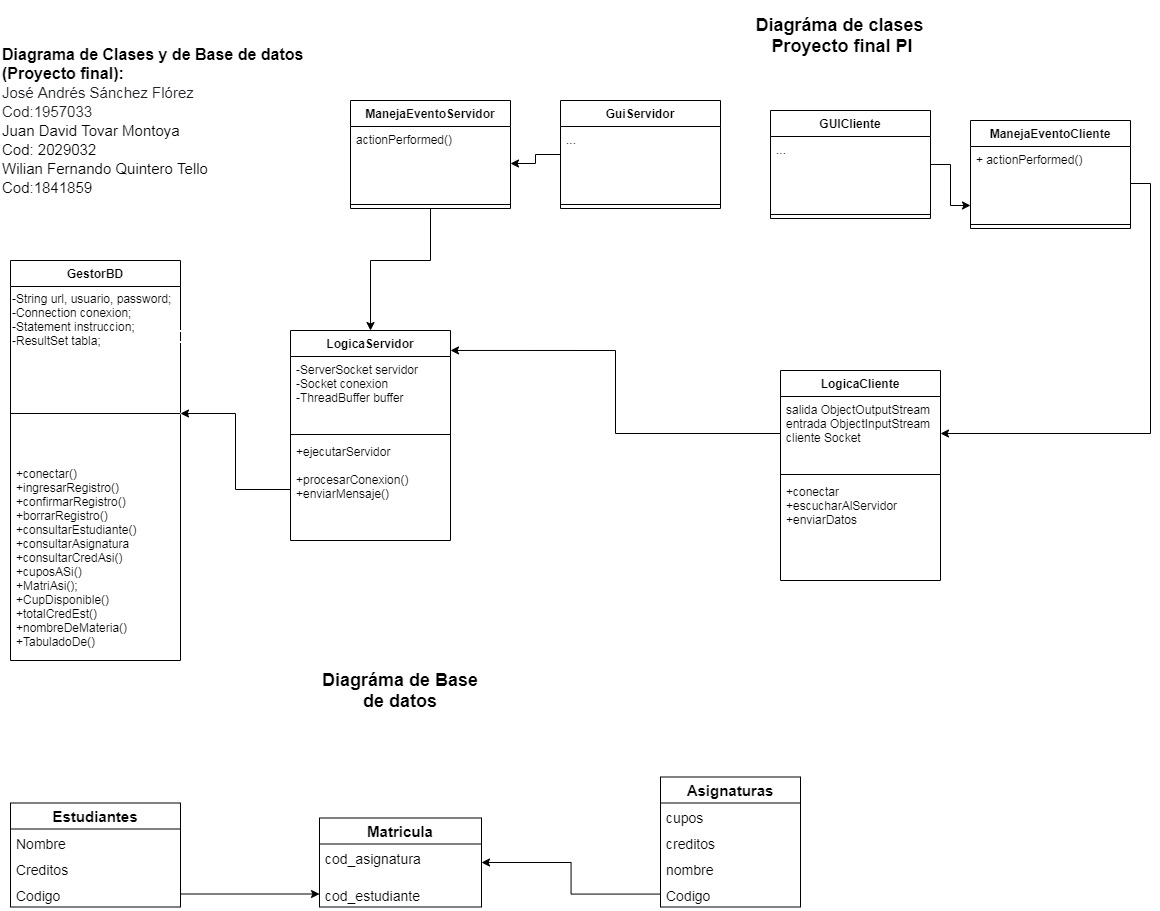 Diagráma de clases
Proyecto final PI
Diagrama de Clases y de Base de datos
(Proyecto final):
José Andrés Sánchez Flórez
Cod:1957033
Juan David Tovar Montoya
Cod: 2029032
Wilian Fernando Quintero Tello
Cod:1841859
ManejaEventoServidor
actionPerformed()
GuiServidor
...
GUICliente
...
ManejaEventoCliente
+ actionPerformed()
GestorBD
-String url, usuario, password;
-Connection conexion;
-Statement instruccion;
-ResultSet tabla;
+conectar()
+ingresarRegistro()
+confirmarRegistro()
+borrarRegistro()
+consultarEstudiante()
+consultarAsignatura
+consultarCredAsi()
+cuposASi()
+MatriAsi();
+CupDisponible()
+totalCredEst()
+nombreDeMateria()
+TabuladoDe()
LogicaServidor
-ServerSocket servidor
-Socket conexion
-ThreadBuffer buffer
+ejecutarServidor
+procesarConexion()
+enviarMensaje()
LogicaCliente
salida ObjectOutputStream
entrada ObjectInputStream
cliente Socket
+conectar
+escucharAlServidor
+enviarDatos
Diagráma de Base
de datos
Estudiantes
Nombre
Creditos
Codigo
Matricula
cod_asignatura
cod_estudiante
Asignaturas
cupos
creditos
nombre
Codigo